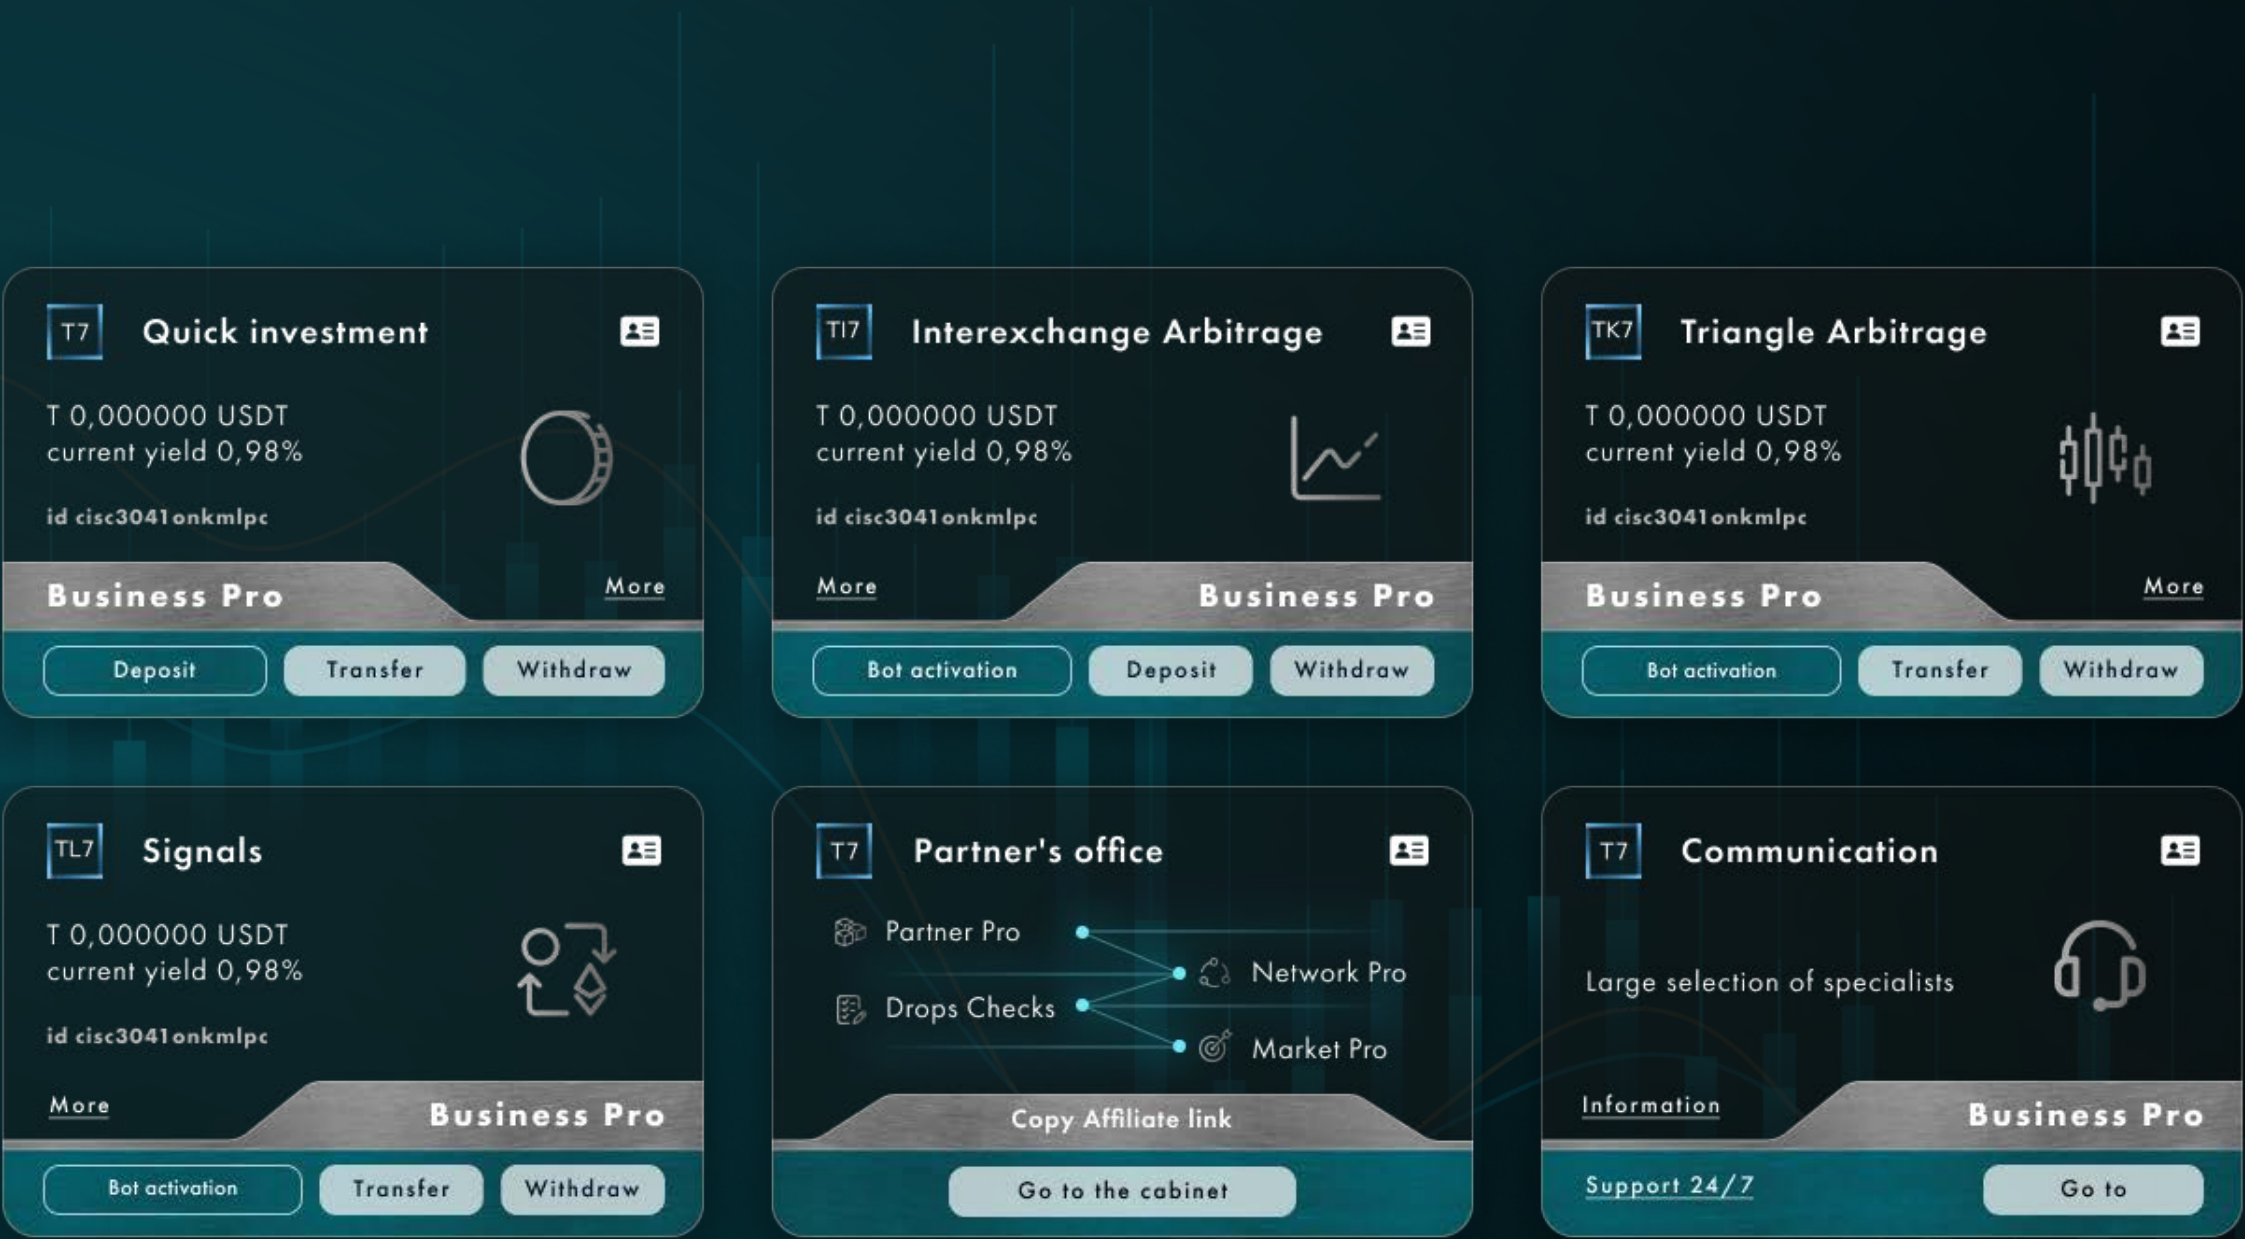 T7 Quick investment
T 0,000000 USDT
current yield 0,98%
id cisc3041onkmlpc
Business Pro
More
Deposit Transfer Withdraw
TI7 Interexchange Arbitrage
T 0,000000 USDT
current yield 0,98%
id cisc3041onkmlpc
More
Business Pro
Bot activation Deposit Withdraw
TK7 Triangle Arbitrage
T 0,000000 USDT
current yield 0,98%
id cisc3041onkmlpc
Business Pro
More
Bot activation Transfer Withdraw
TL7 Signals
T 0,000000 USDT
current yield 0,98%
id cisc3041onkmlpc
More
Business Pro
Bot activation Transfer Withdraw
T7 Partner's office
Partner Pro
Network Pro
Drops Checks
Market Pro
Copy Affiliate link
Go to the cabinet
T7 Communication
Large selection of specialists
Information
Business Pro
Support 24/7
Go to